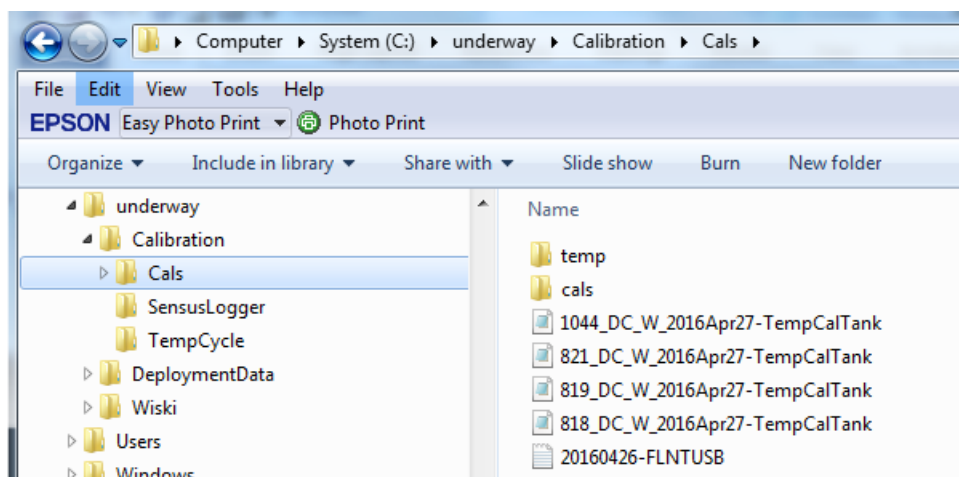 Computer System (C:) underway Calibration Cals
File Edit View Tools Help
EPSON Easy Photo Print Photo Print
Organize Include in library Share with Slide show Burn New folder
underway
Calibration
Cals
SensusLogger
TempCycle
DeploymentData
Wiski
Users
Windows
Name
temp
cals
1044_DC_W_2016Apr27-TempCalTank
821_DC_W_2016Apr27-TempCalTank
819_DC_W_2016Apr27-TempCalTank
818_DC_W_2016Apr27-TempCalTank
20160426-FLNTUSB